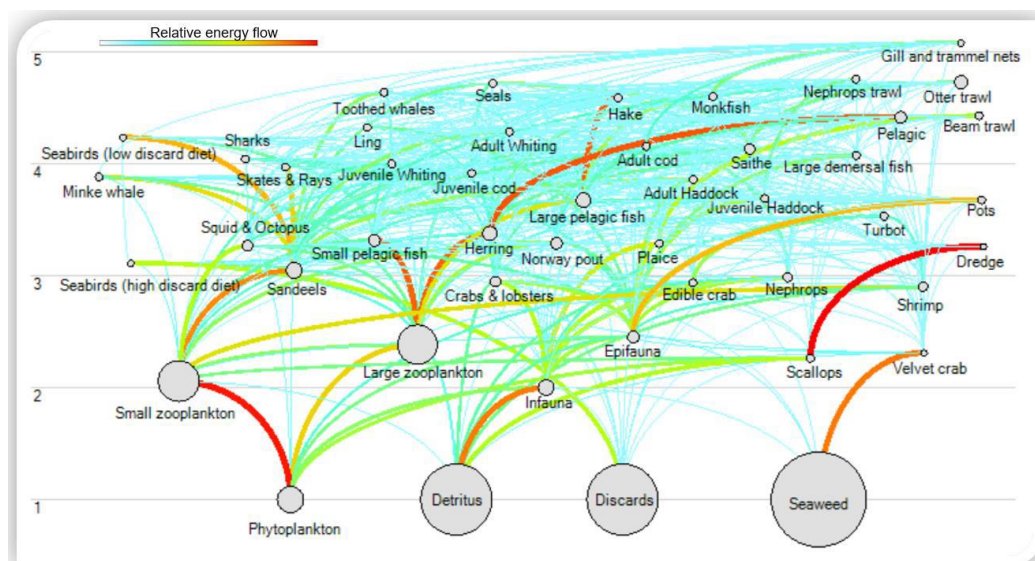 Relative energy flow
5
Gill and trammel nets
Toothed whales
Seals
Hake
Monkfish
Nephrops trawl
Otter trawl
Seabirds (low discard diet)
Sharks
Ling
Adult Whiting
Adult cod
Saithe
Pelagic
Beam trawl
4
Minke whale
Skates & Rays
Juvenile Whiting
Juvenile cod
Adult Haddock
Large demersal fish
Juvenile Haddock
Pots
Squid & Octopus
Small pelagic fish
Herring
Large pelagic fish
Norway pout
Plaice
Turbot
Dredge
3
Seabirds (high discard diet)
Sandeels
Crabs & lobsters
Edible crab
Nephrops
Shrimp
Large zooplankton
Epifauna
Scallops
Velvet crab
2
Small zooplankton
Infauna
1
Phytoplankton
Detritus
Discards
Seaweed